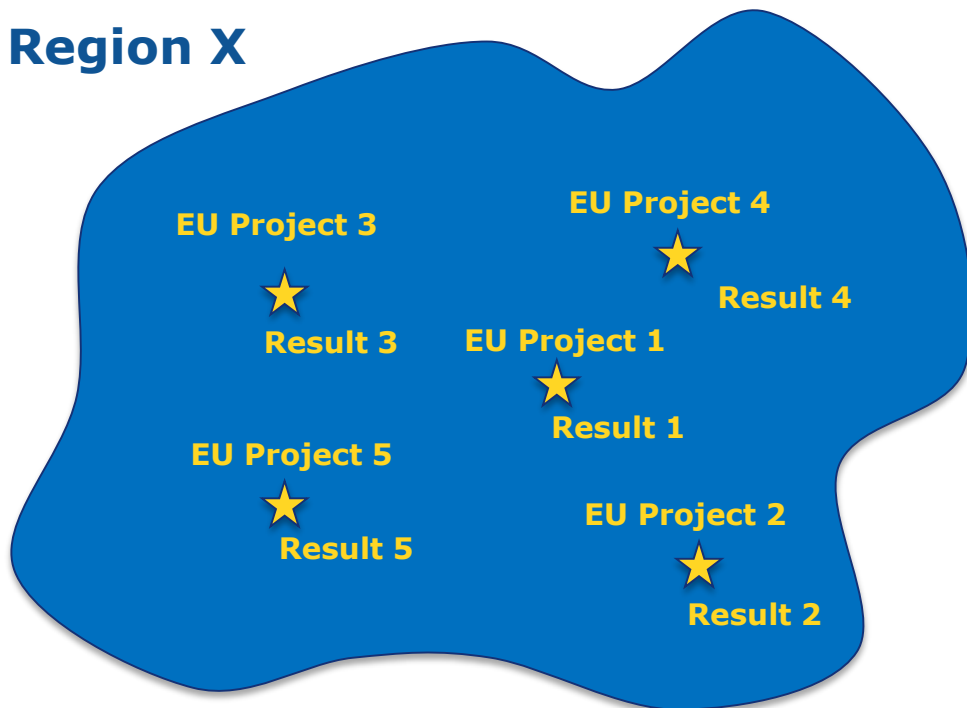 Region X
EU Project 3
EU Project 4
Result 3
Result 4
EU Project 1
Result 1
EU Project 5
Result 5
EU Project 2
Result 2